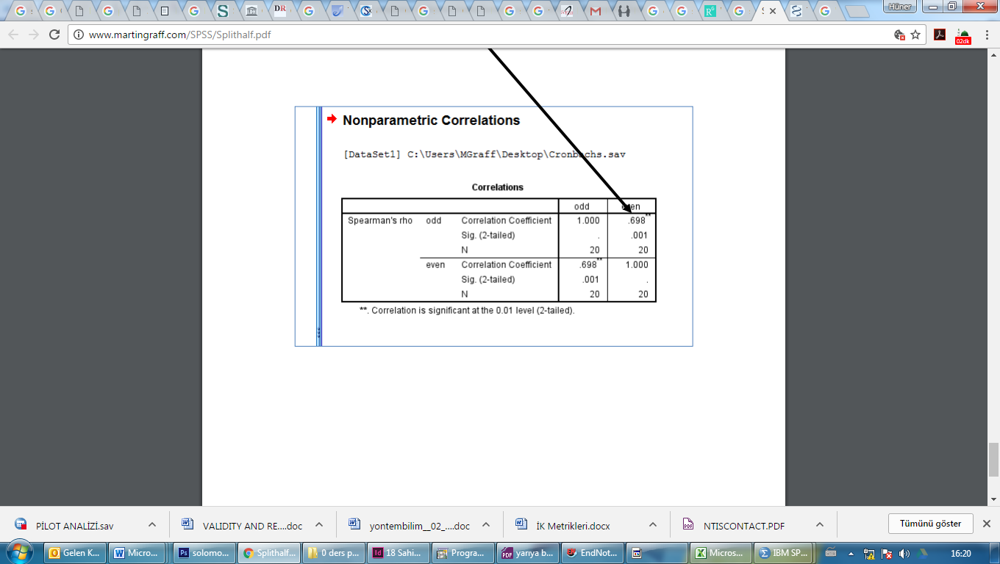 Hüner
www.martingraff.com/SPSS/Splithalf.pdf
02dk
Nonparametric Correlations
[DataSet1] C:\Users\MGraff\Desktop\Cronbachs.sav
Correlations
odd even
Spearman's rho odd Correlation Coefficient 1.000 .698**
Sig. (2-tailed) . .001
N 20 20
even Correlation Coefficient .698** 1.000
Sig. (2-tailed) .001 .
N 20 20
**. Correlation is significant at the 0.01 level (2-tailed).
PİLOT ANALİZİ.sav
VALIDITY AND RE....doc
yontembilim__02_....doc
İK Metrikleri.docx
NTISCONTACT.PDF
Tümünü göster
Gelen K...
Micro...
solomo...
Splithalf...
0 ders p...
18 Sahi...
Progra...
yarıya b...
EndNot...
Micros...
IBM SP...
16:20